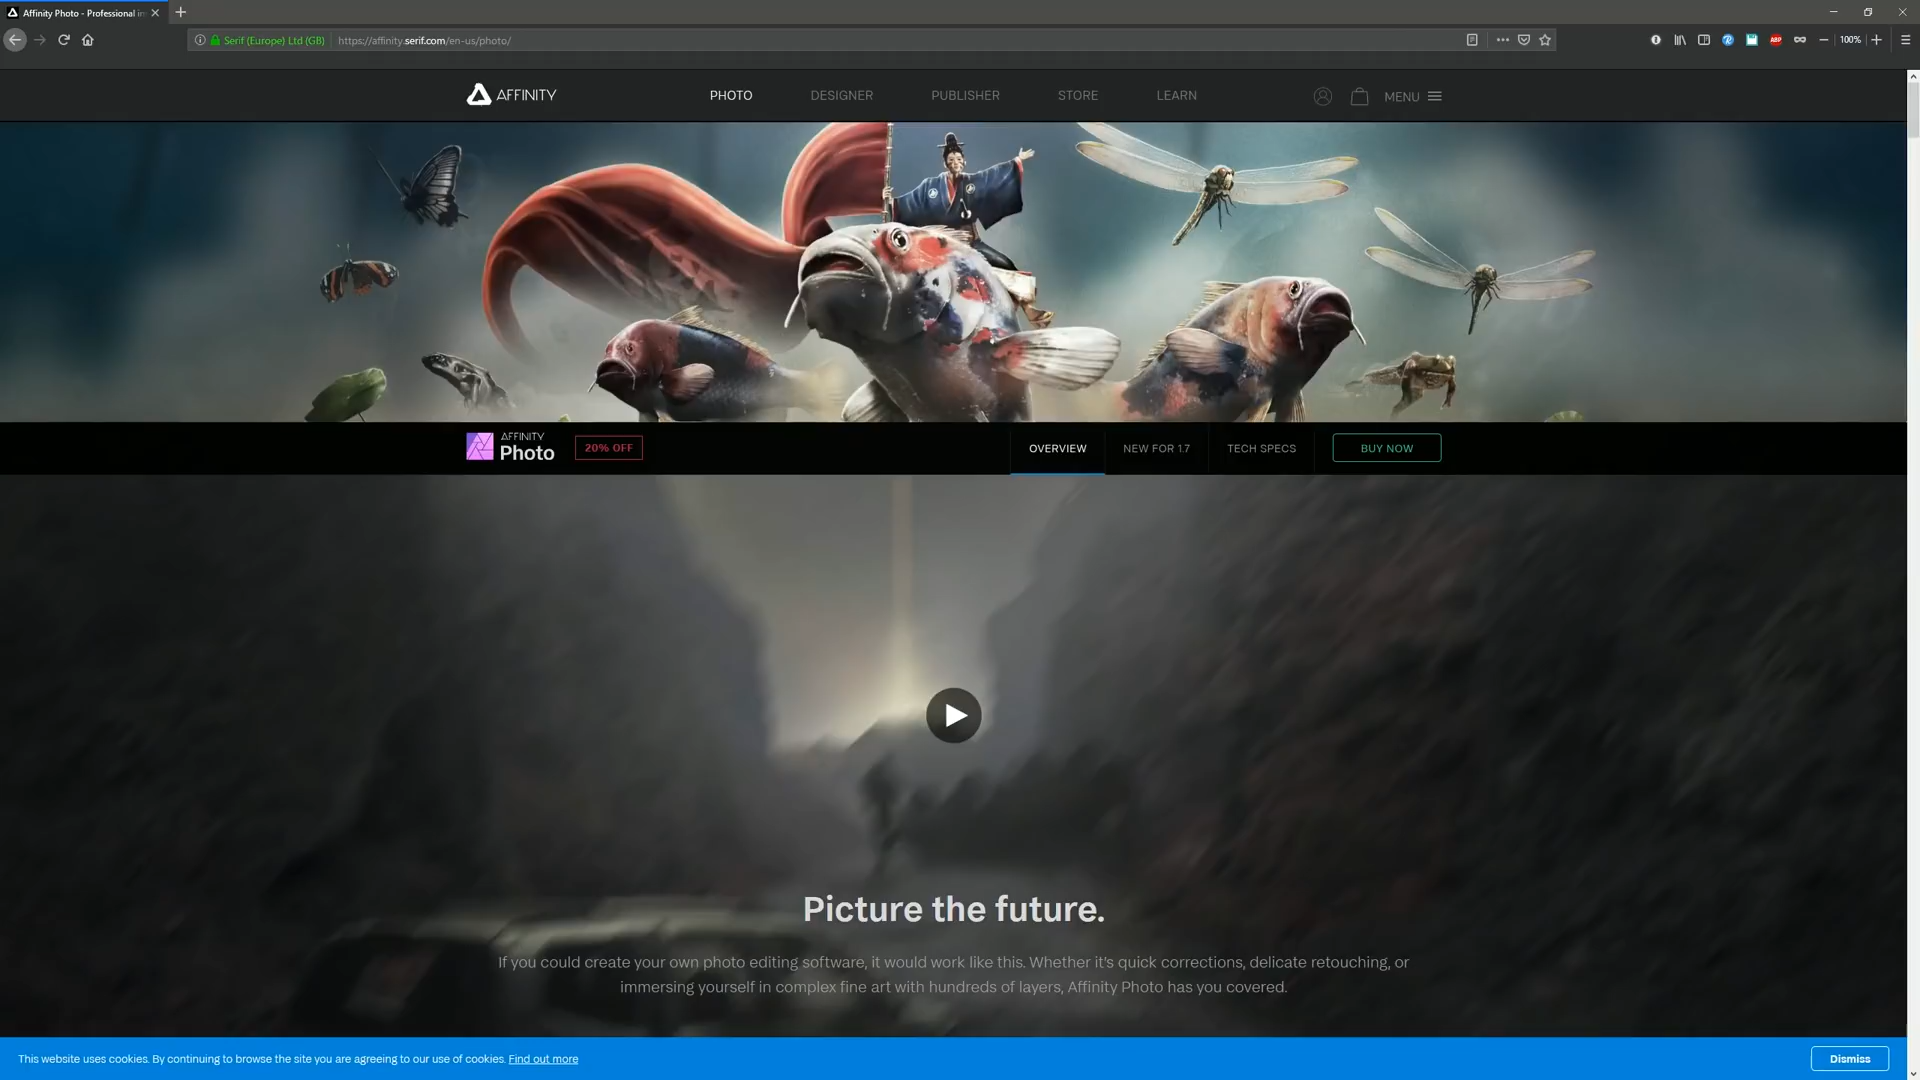 Affinity Photo - Professional im
Serif (Europe) Ltd (GB)
https://affinity.serif.com/en-us/photo/
100%
AFFINITY
PHOTO
DESIGNER
PUBLISHER
STORE
LEARN
MENU
AFFINITY
Photo
20% OFF
OVERVIEW
NEW FOR 1.7
TECH SPECS
BUY NOW
Picture the future.
If you could create your own photo editing software, it would work like this. Whether it's quick corrections, delicate retouching, or
immersing yourself in complex fine art with hundreds of layers, Affinity Photo has you covered.
This website uses cookies. By continuing to browse the site you are agreeing to our use of cookies. Find out more
Dismiss